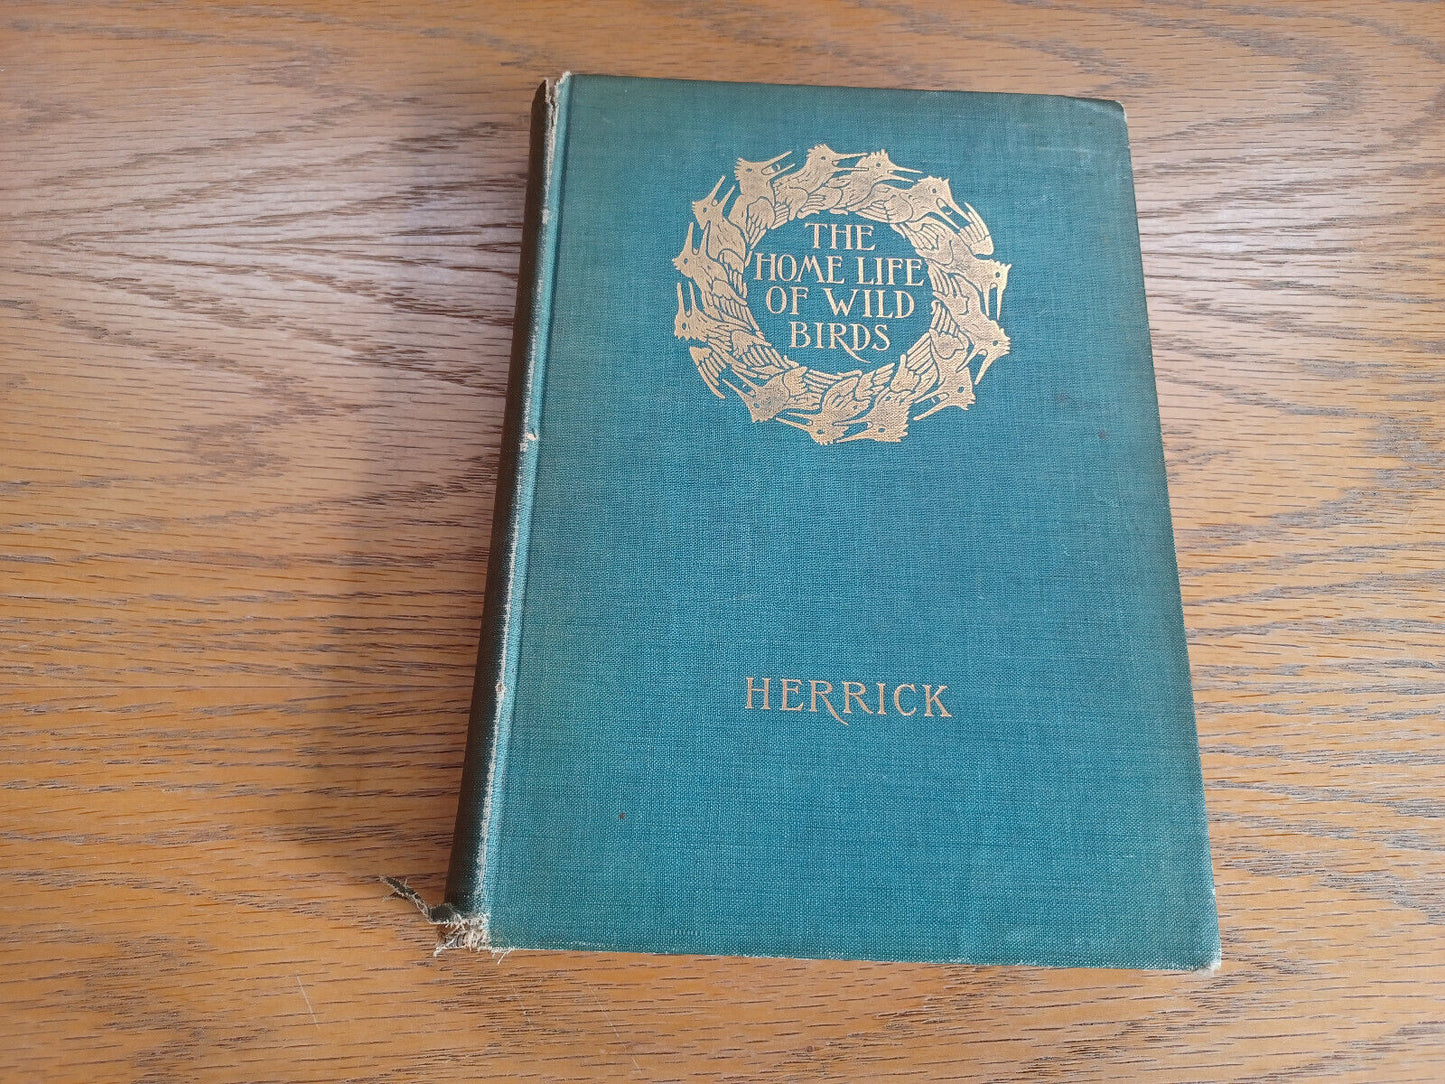 THE
HOME LIFE
OF WILD
BIRDS
HERRICK